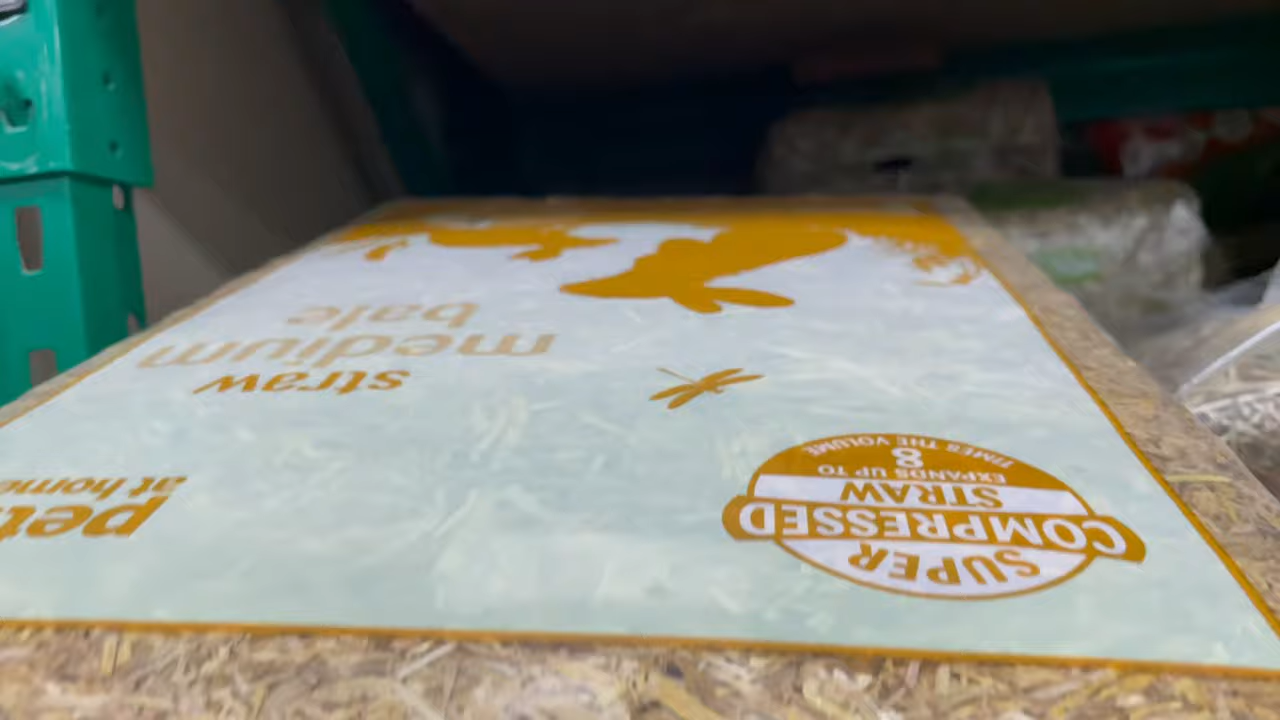 pets
at home
straw
medium
bale
SUPER
COMPRESSED
STRAW
EXPANDS UP TO
8
TIMES THE VOLUME